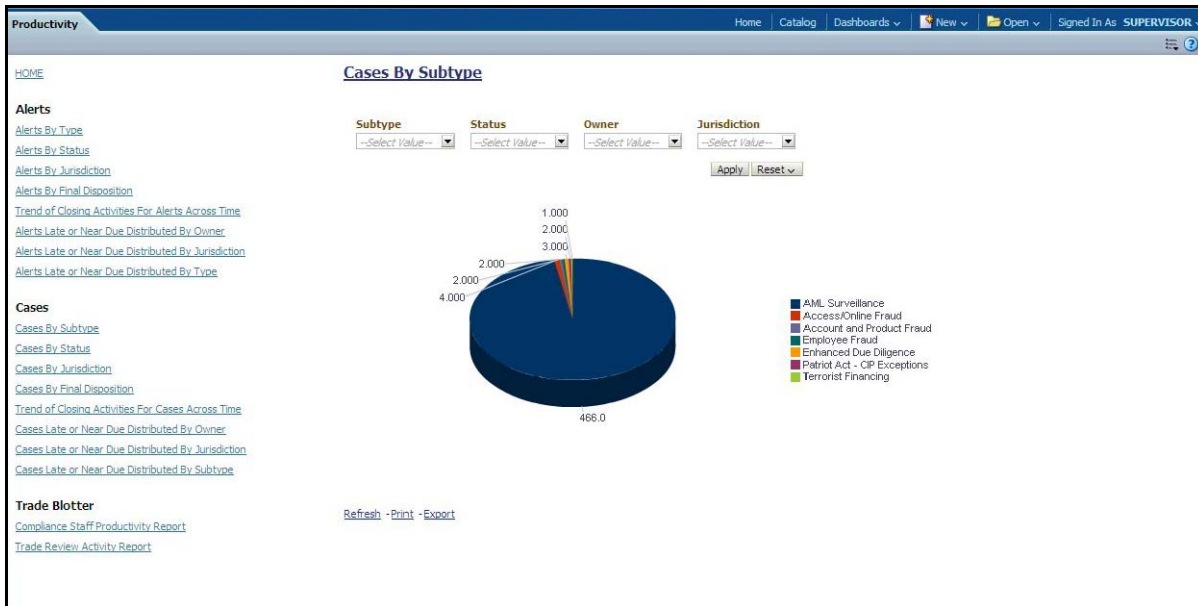 Productivity
Home Catalog Dashboards New Open Signed In As SUPERVISOR
HOME
Alerts
Alerts By Type
Alerts By Status
Alerts By Jurisdiction
Alerts By Final Disposition
Trend of Closing Activities For Alerts Across Time
Alerts Late or Near Due Distributed By Owner
Alerts Late or Near Due Distributed By Jurisdiction
Alerts Late or Near Due Distributed By Type
Cases
Cases By Subtype
Cases By Status
Cases By Jurisdiction
Cases By Final Disposition
Trend of Closing Activities For Cases Across Time
Cases Late or Near Due Distributed By Owner
Cases Late or Near Due Distributed By Jurisdiction
Cases Late or Near Due Distributed By Subtype
Trade Blotter
Compliance Staff Productivity Report
Trade Review Activity Report
Cases By Subtype
Subtype Status Owner Jurisdiction
--Select Value-- --Select Value-- --Select Value-- --Select Value--
Apply Reset
1.000
2.000
3.000
2.000
2.000
4.000
466.0
AML Surveillance
Access/Online Fraud
Account and Product Fraud
Employee Fraud
Enhanced Due Diligence
Patriot Act - CIP Exceptions
Terrorist Financing
Refresh -Print -Export